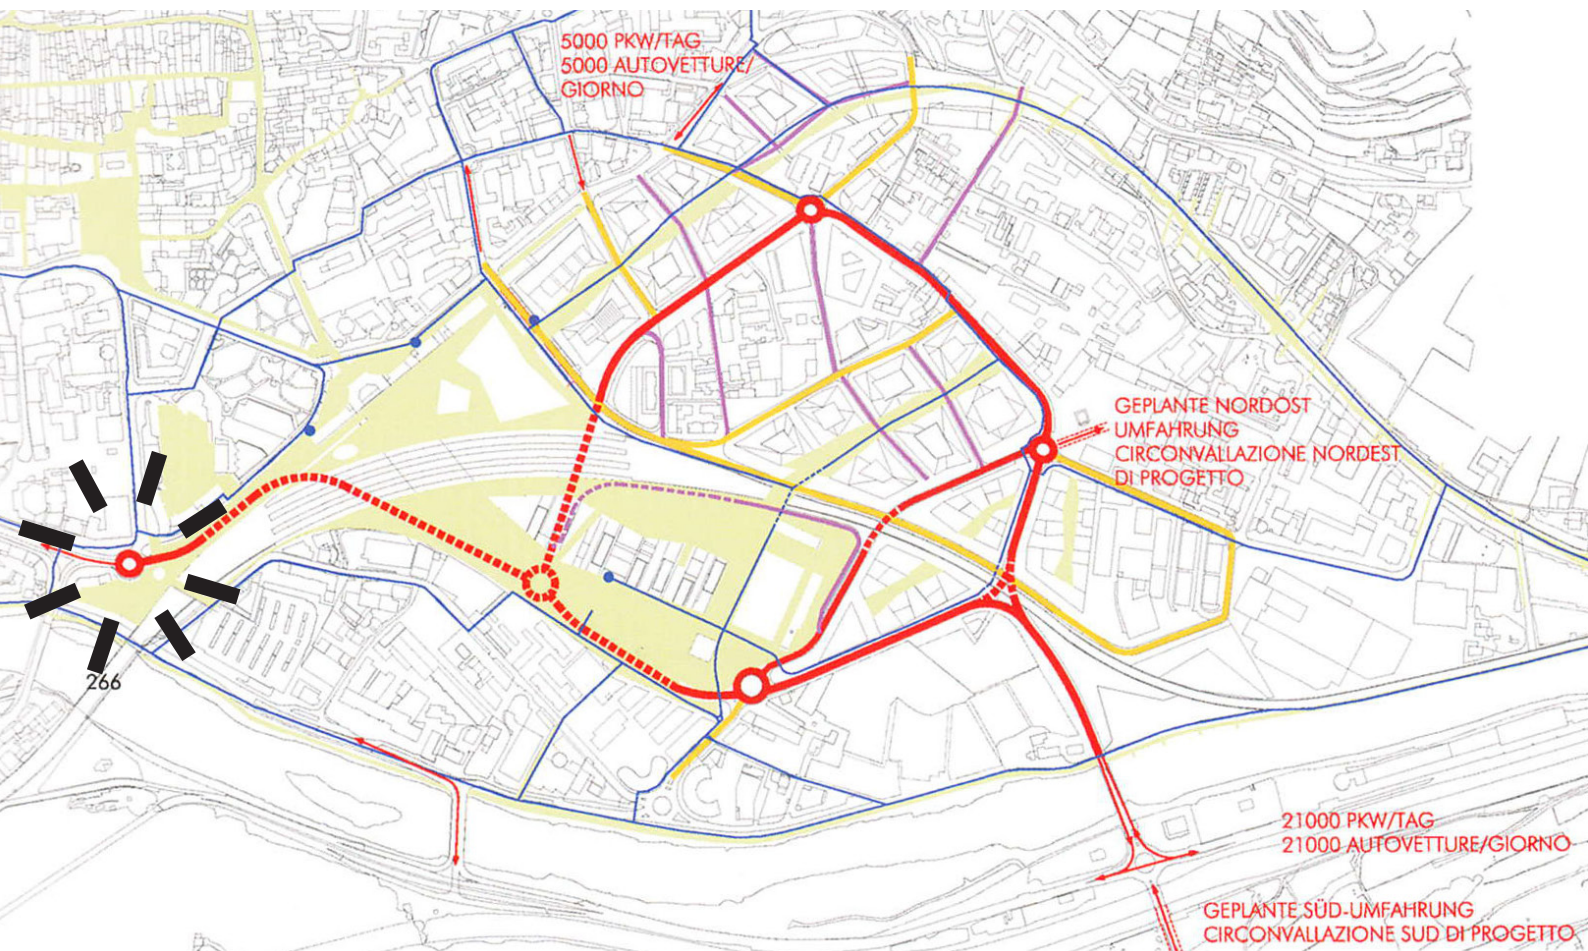 5000 PKW/TAG
5000 AUTOVETTURE/
GIORNO
GEPLANTE NORDOST
UMFAHRUNG
CIRCONVALLAZIONE NORDEST
DI PROGETTO
266
21000 PKW/TAG
21000 AUTOVETTURE/GIORNO
GEPLANTE SÜD-UMFAHRUNG
CIRCONVALLAZIONE SUD DI PROGETTO